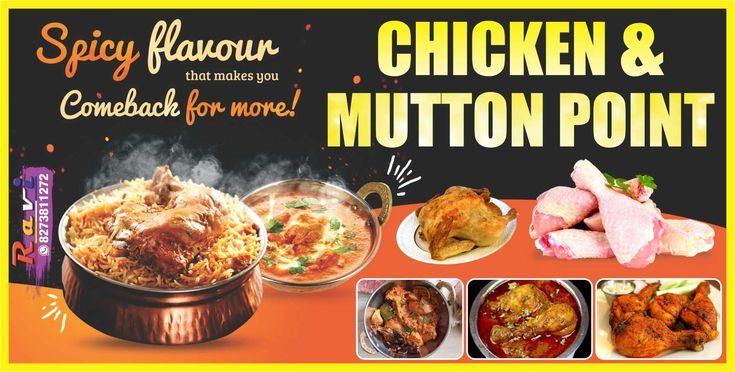 Spicy flavour
that makes you
Comeback for more!
CHICKEN &
MUTTON POINT
Ravi
8273811272